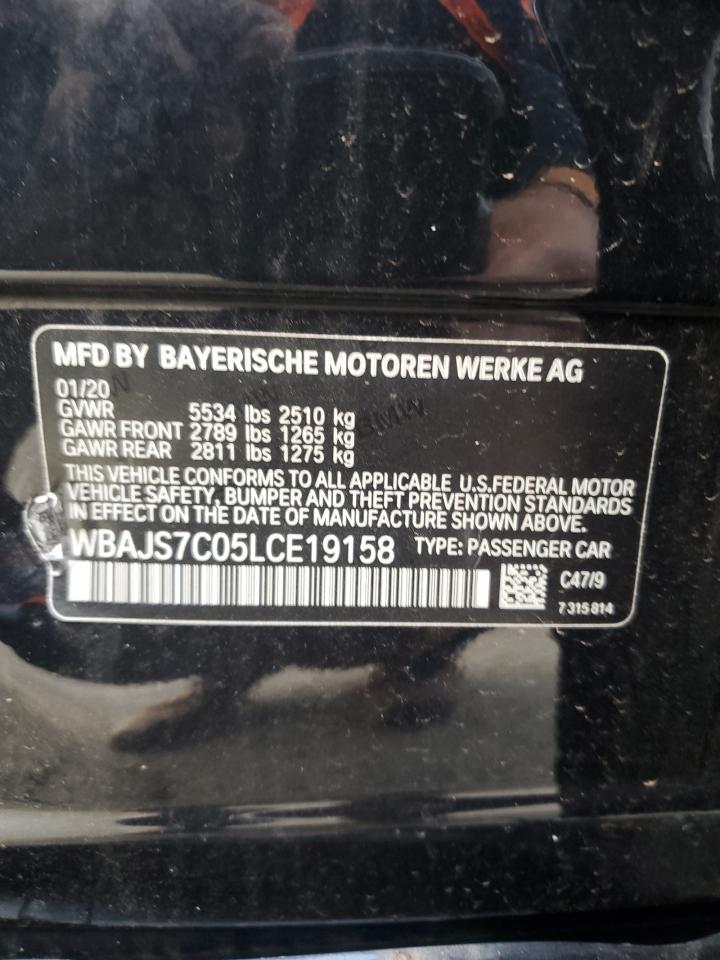 MFD BY BAYERISCHE MOTOREN WERKE AG
01/20
GVWR 5534 lbs 2510 kg
GAWR FRONT 2789 lbs 1265 kg
GAWR REAR 2811 lbs 1275 kg
THIS VEHICLE CONFORMS TO ALL APPLICABLE U.S.FEDERAL MOTOR
VEHICLE SAFETY, BUMPER AND THEFT PREVENTION STANDARDS
IN EFFECT ON THE DATE OF MANUFACTURE SHOWN ABOVE.
WBAJS7C05LCE19158 TYPE: PASSENGER CAR
C47/9
7 315 814